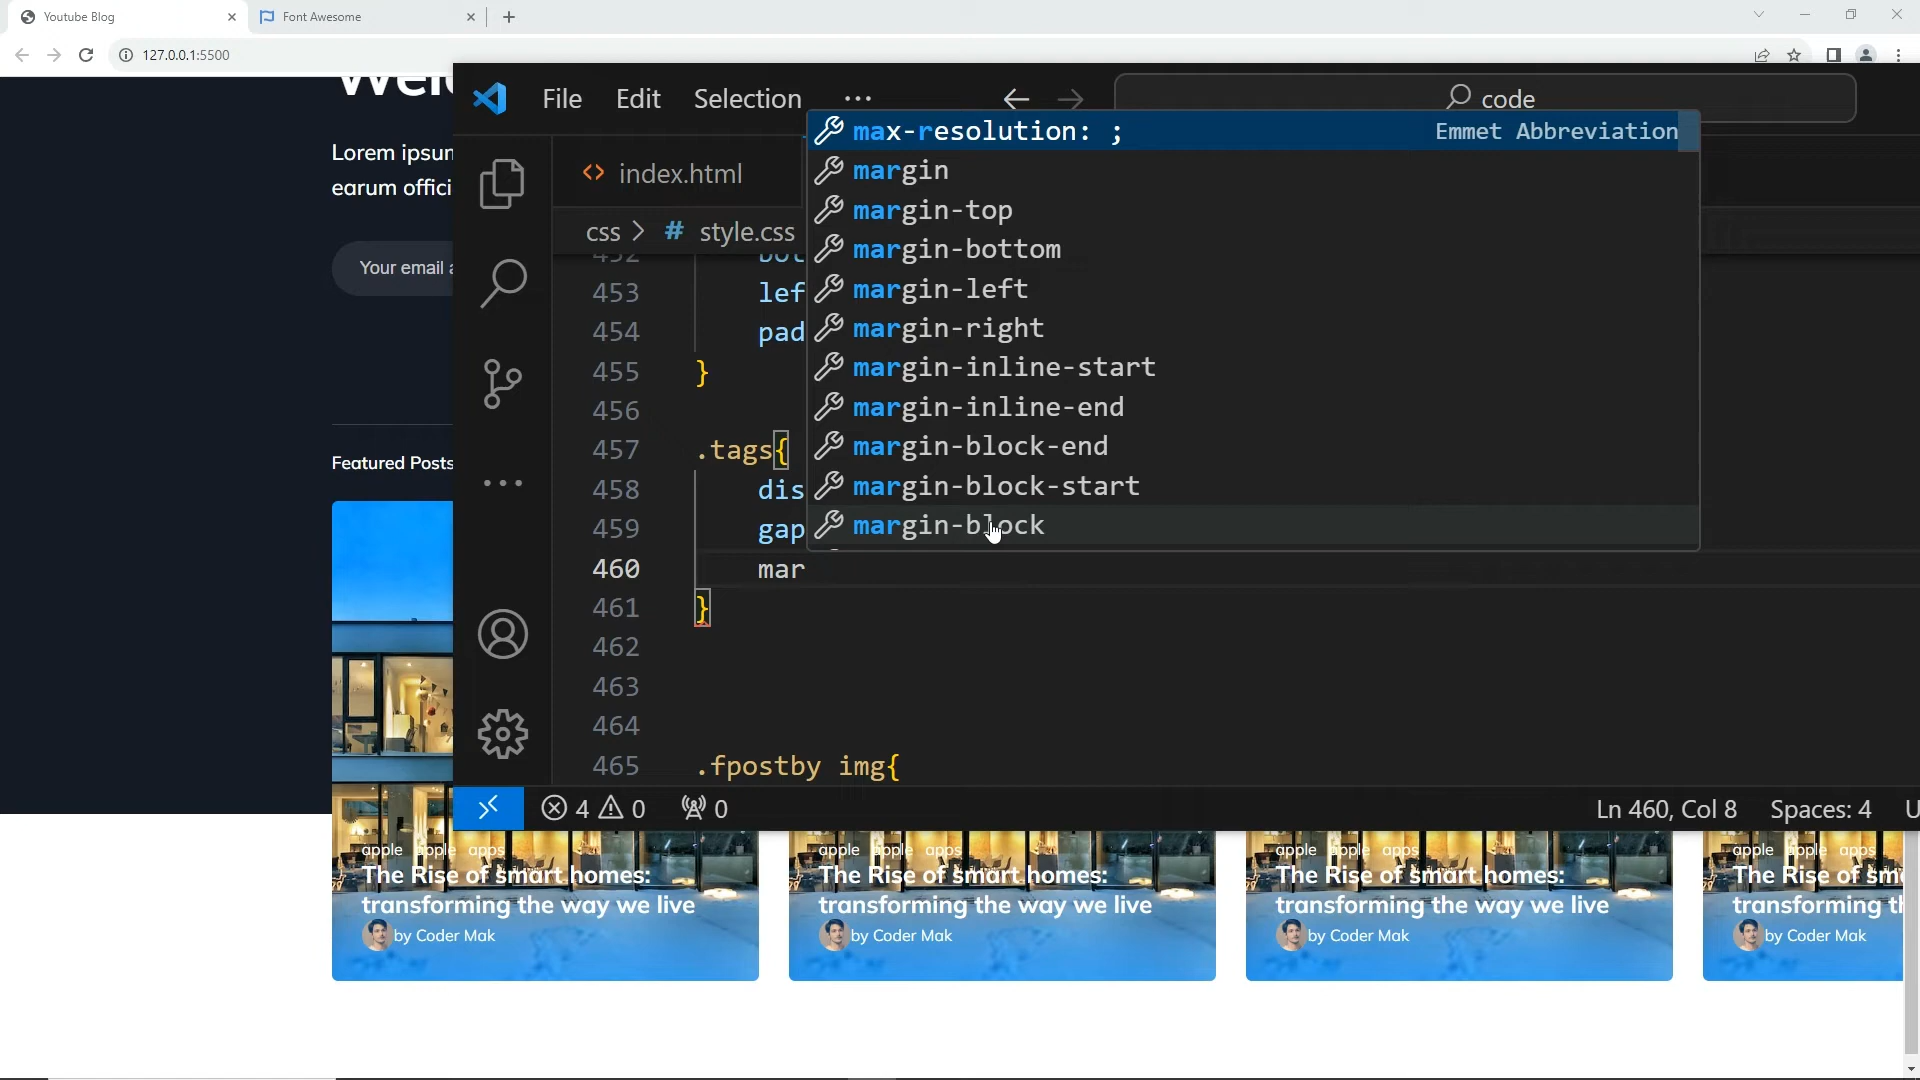 Youtube Blog
Font Awesome
127.0.0.1:5500
Lorem ipsum
earum offici
Your email a
Featured Posts
File Edit Selection ...
code
index.html
css > # style.css
max-resolution: ; Emmet Abbreviation
margin
margin-top
margin-bottom
margin-left
margin-right
margin-inline-start
margin-inline-end
margin-block-end
margin-block-start
margin-block
452 bot
453 lef
454 pad
455 }
456
457 .tags{
458 dis
459 gap
460 mar
461 }
462
463
464
465 .fpostby img{
4 0 0
Ln 460, Col 8 Spaces: 4 U
apple apple apps
The Rise of smart homes:
transforming the way we live
by Coder Mak
apple apple apps
The Rise of smart homes:
transforming the way we live
by Coder Mak
apple apple apps
The Rise of smart homes:
transforming the way we live
by Coder Mak
apple apple apps
The Rise of sma
transforming th
by Coder Mak